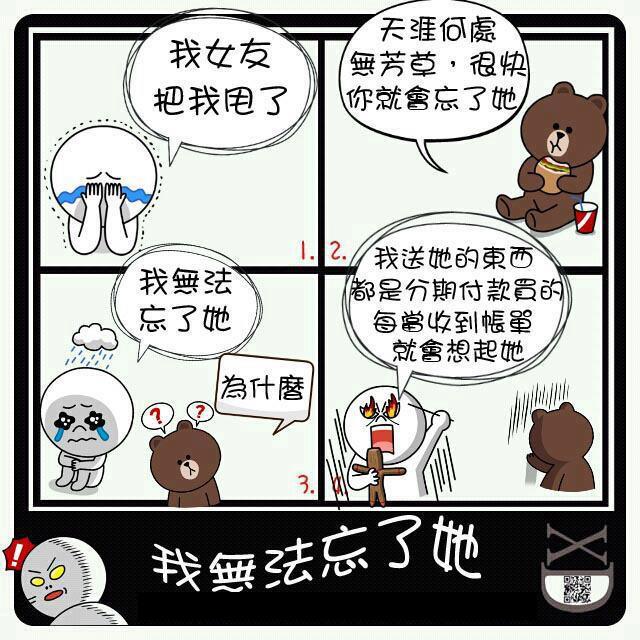 我女友
把我甩了
天涯何處
無芳草，很快
你就會忘了她
1.
2.
我無法
忘了她
為什麼
?
?
3.
我送她的東西
都是分期付款買的
每當收到帳單
就會想起她
!
我無法忘了她